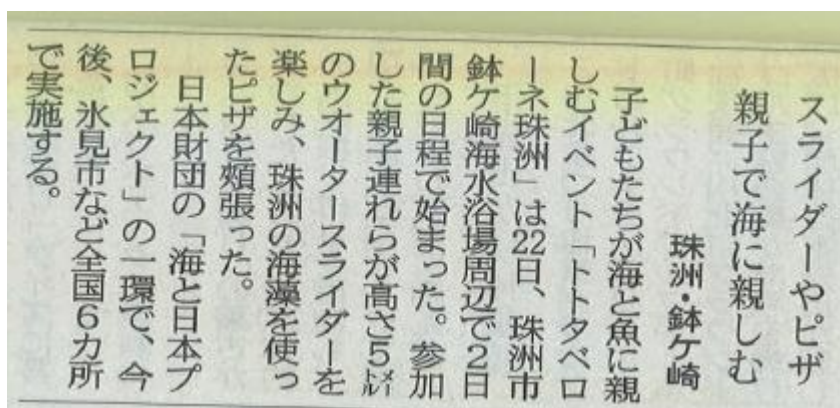 スライダーやピザ
親子で海に親しむ
珠洲・鉢ケ崎
子どもたちが海と魚に親
しむイベント「トトタベロ
ーネ珠洲」は22日、珠洲市
鉢ケ崎海水浴場周辺で2日
間の日程で始まった。参加
した親子連れらが高さ5㍍
のウオータースライダーを
楽しみ、珠洲の海藻を使っ
たピザを頰張った。
日本財団の「海と日本プ
ロジェクト」の一環で、今
後、氷見市など全国6カ所
で実施する。